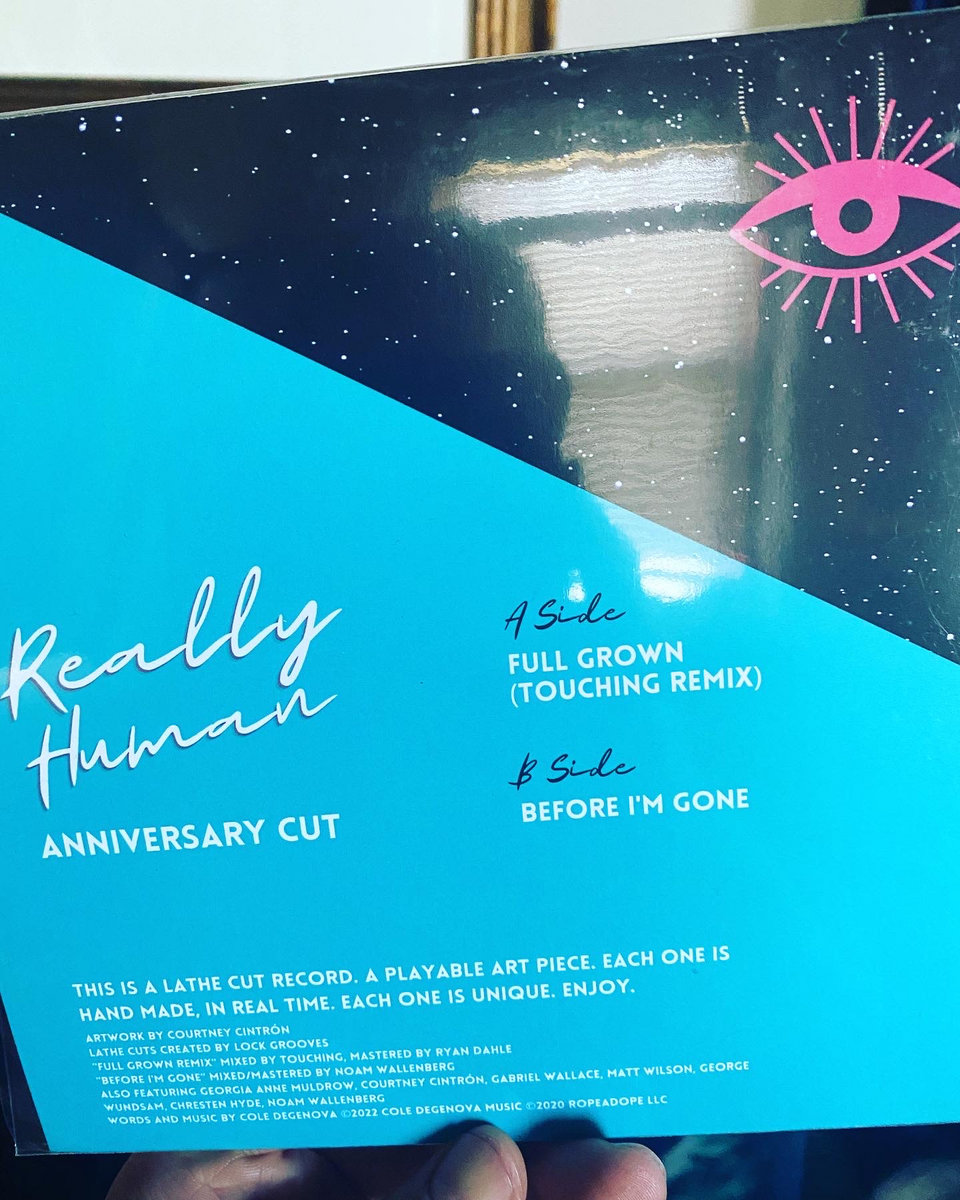 Really
Human
ANNIVERSARY CUT
A Side
FULL GROWN
(TOUCHING REMIX)
B Side
BEFORE I'M GONE
THIS IS A LATHE CUT RECORD. A PLAYABLE ART PIECE. EACH ONE IS
HAND MADE, IN REAL TIME. EACH ONE IS UNIQUE. ENJOY.
ARTWORK BY COURTNEY CINTRÓN
LATHE CUTS CREATED BY LOCK GROOVES
"FULL GROWN REMIX" MIXED BY TOUCHING, MASTERED BY RYAN DAHLE
"BEFORE I'M GONE" MIXED/MASTERED BY NOAM WALLENBERG
ALSO FEATURING GEORGIA ANNE MULDROW, COURTNEY CINTRÓN, GABRIEL WALLACE, MATT WILSON, GEORGE
WUNDSAM, CHRESTEN HYDE, NOAM WALLENBERG
WORDS AND MUSIC BY COLE DEGENOVA ©2022 COLE DEGENOVA MUSIC ©2020 ROPEADOPE LLC